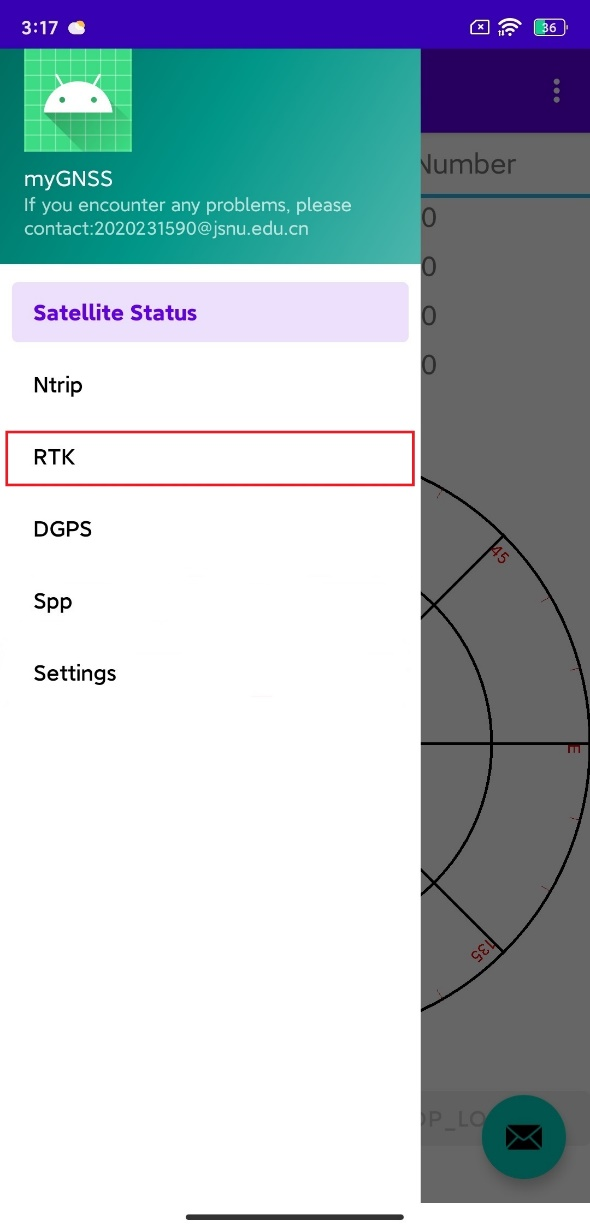 3:17
36
myGNSS
If you encounter any problems, please
contact:2020231590@jsnu.edu.cn
Number
0
0
0
0
Satellite Status
Ntrip
RTK
DGPS
Spp
Settings
45
E
135
OP_LO